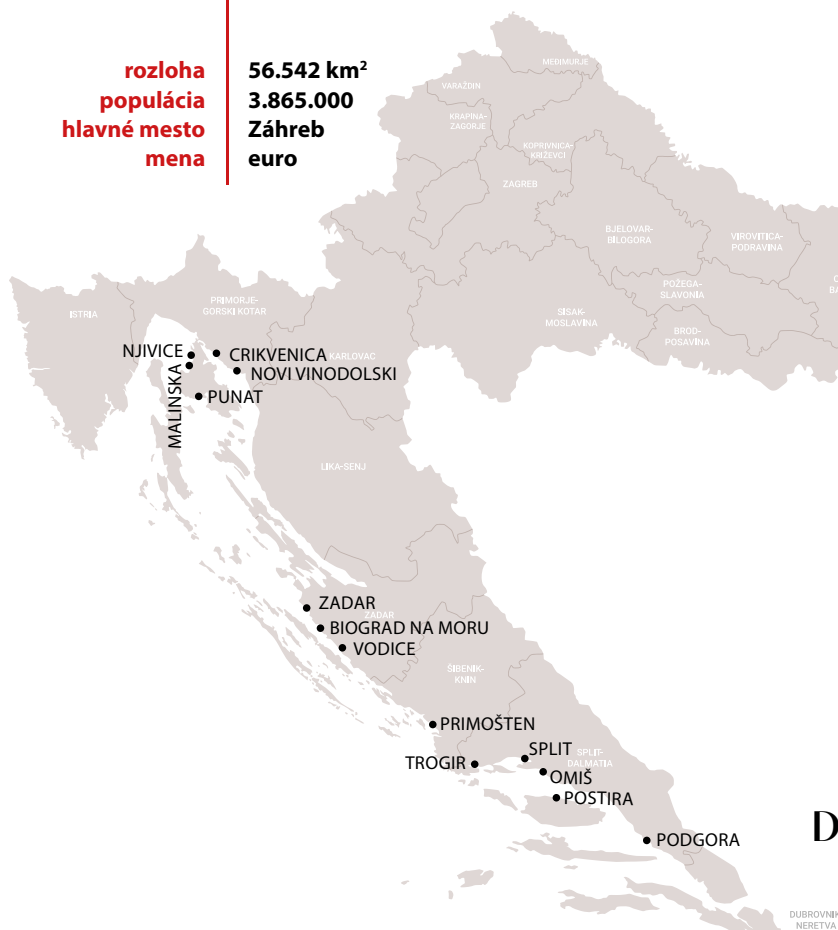 rozloha 56.542 km²
populácia 3.865.000
hlavné mesto Záhreb
mena euro
MEĐIMURJE
VARAŽDIN
KRAPINA-
ZAGORJE
KOPRIVNICA-
KRIŽEVCI
ZAGREB
BJELOVAR-
BILOGORA
VIROVITICA-
PODRAVINA
POŽEGA-
SLAVONIA
BROD-
POSAVINA
SISAK-
MOSLAVINA
ISTRIA
PRIMORJE-
GORSKI KOTAR
KARLOVAC
NJIVICE
CRIKVENICA
NOVI VINODOLSKI
MALINSKA
PUNAT
LIKA-SENJ
ZADAR
ZADAR
BIOGRAD NA MORU
VODICE
ŠIBENIK-
KNIN
PRIMOŠTEN
TROGIR
SPLIT
SPLIT-
DALMATIA
OMIŠ
POSTIRA
PODGORA
D
DUBROVNIK
NERETVA